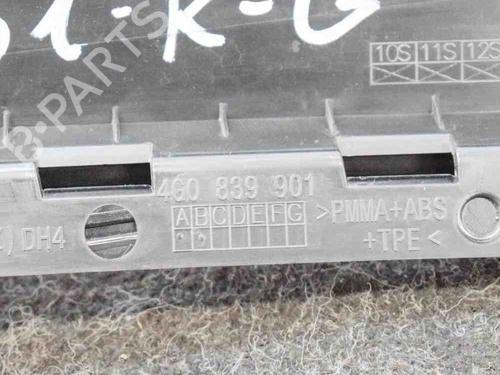 1-K-G
10S 11S 12S
4G0 839 901
A B C D E F G
>PMMA+ABS
+TPE<
) DH4
B-PARTS